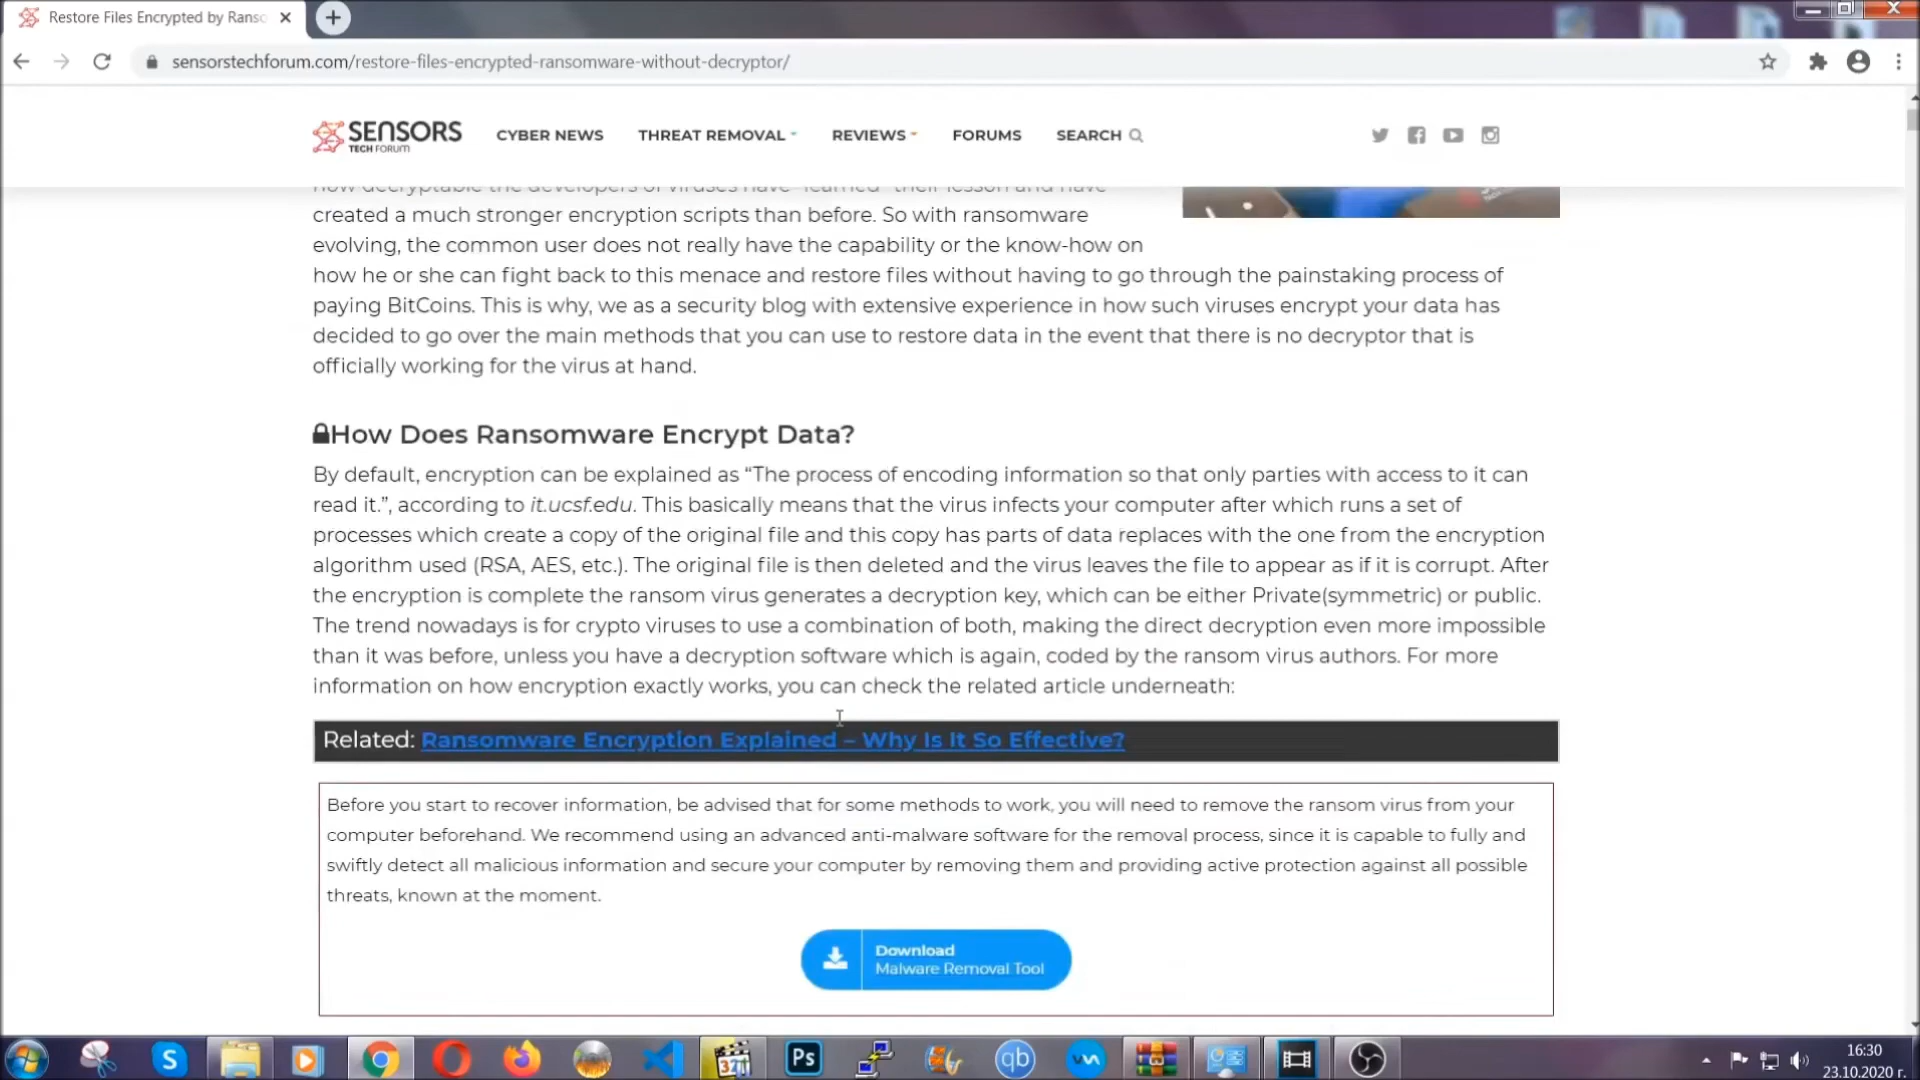 Restore Files Encrypted by Ranso
sensorstechforum.com/restore-files-encrypted-ransomware-without-decryptor/
SENSORS
TECH FORUM
CYBER NEWS THREAT REMOVAL REVIEWS FORUMS SEARCH
how decryptable the developers of viruses have "learned" their lesson and have
created a much stronger encryption scripts than before. So with ransomware
evolving, the common user does not really have the capability or the know-how on
how he or she can fight back to this menace and restore files without having to go through the painstaking process of
paying BitCoins. This is why, we as a security blog with extensive experience in how such viruses encrypt your data has
decided to go over the main methods that you can use to restore data in the event that there is no decryptor that is
officially working for the virus at hand.
How Does Ransomware Encrypt Data?
By default, encryption can be explained as “The process of encoding information so that only parties with access to it can
read it.”, according to it.ucsf.edu. This basically means that the virus infects your computer after which runs a set of
processes which create a copy of the original file and this copy has parts of data replaces with the one from the encryption
algorithm used (RSA, AES, etc.). The original file is then deleted and the virus leaves the file to appear as if it is corrupt. After
the encryption is complete the ransom virus generates a decryption key, which can be either Private(symmetric) or public.
The trend nowadays is for crypto viruses to use a combination of both, making the direct decryption even more impossible
than it was before, unless you have a decryption software which is again, coded by the ransom virus authors. For more
information on how encryption exactly works, you can check the related article underneath:
Related: Ransomware Encryption Explained – Why Is It So Effective?
Before you start to recover information, be advised that for some methods to work, you will need to remove the ransom virus from your
computer beforehand. We recommend using an advanced anti-malware software for the removal process, since it is capable to fully and
swiftly detect all malicious information and secure your computer by removing them and providing active protection against all possible
threats, known at the moment.
Download
Malware Removal Tool
S
321
Ps
qb
16:30
23.10.2020 г.